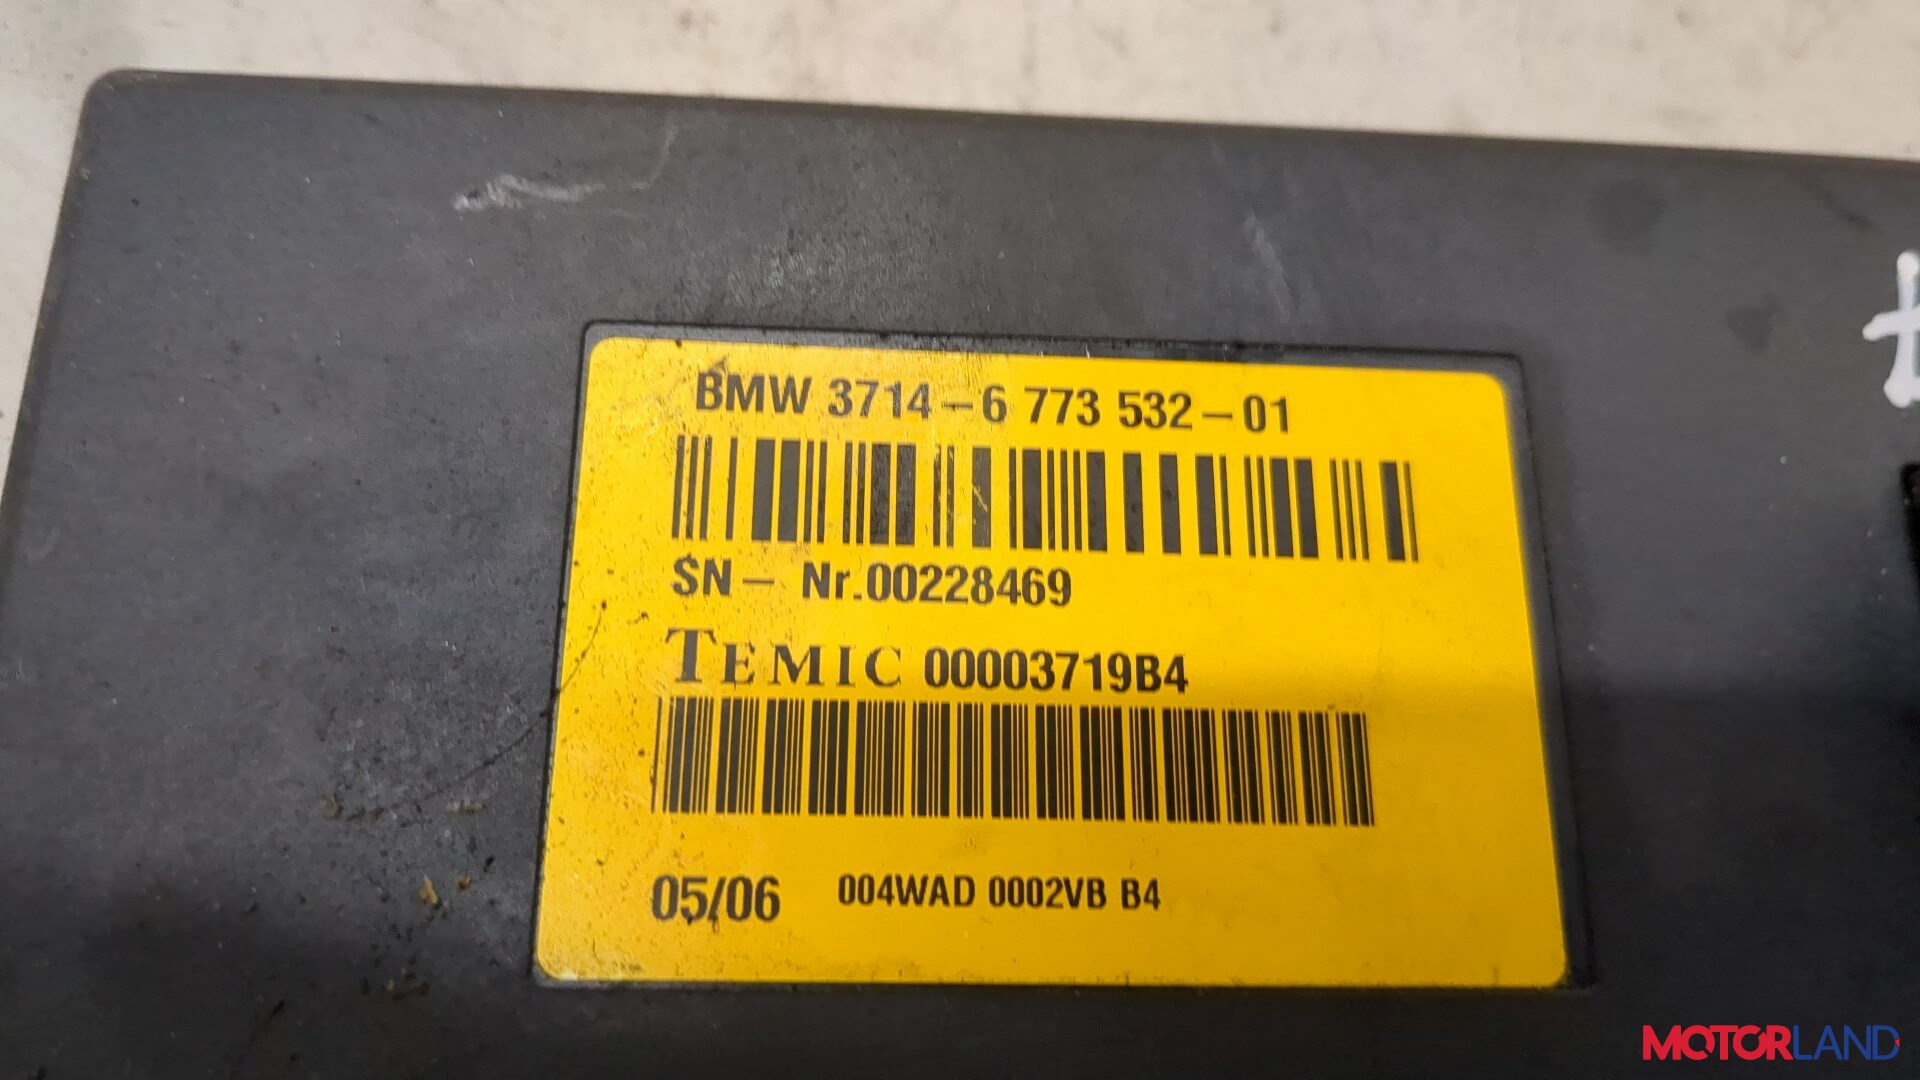 BMW 3714-6 773 532-01
SN- Nr.00228469
TEMIC 00003719B4
05/06 004WAD 0002VB B4
MOTORLAND